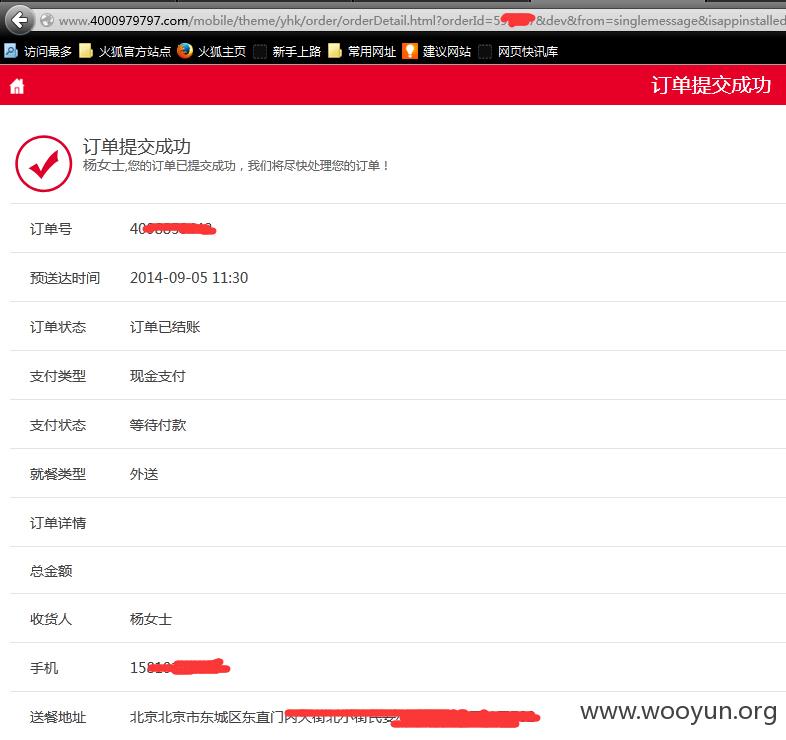 www.4000979797.com/mobile/theme/yhk/order/orderDetail.html?orderId=59 7&dev&from=singlemessage&isappinstalled
访问最多 火狐官方站点 火狐主页 新手上路 常用网址 建议网站 网页快讯库
订单提交成功
订单提交成功
杨女士,您的订单已提交成功，我们将尽快处理您的订单！
订单号 40
预送达时间 2014-09-05 11:30
订单状态 订单已结账
支付类型 现金支付
支付状态 等待付款
就餐类型 外送
订单详情
总金额
收货人 杨女士
手机 15
送餐地址 北京北京市东城区东直门
www.wooyun.org